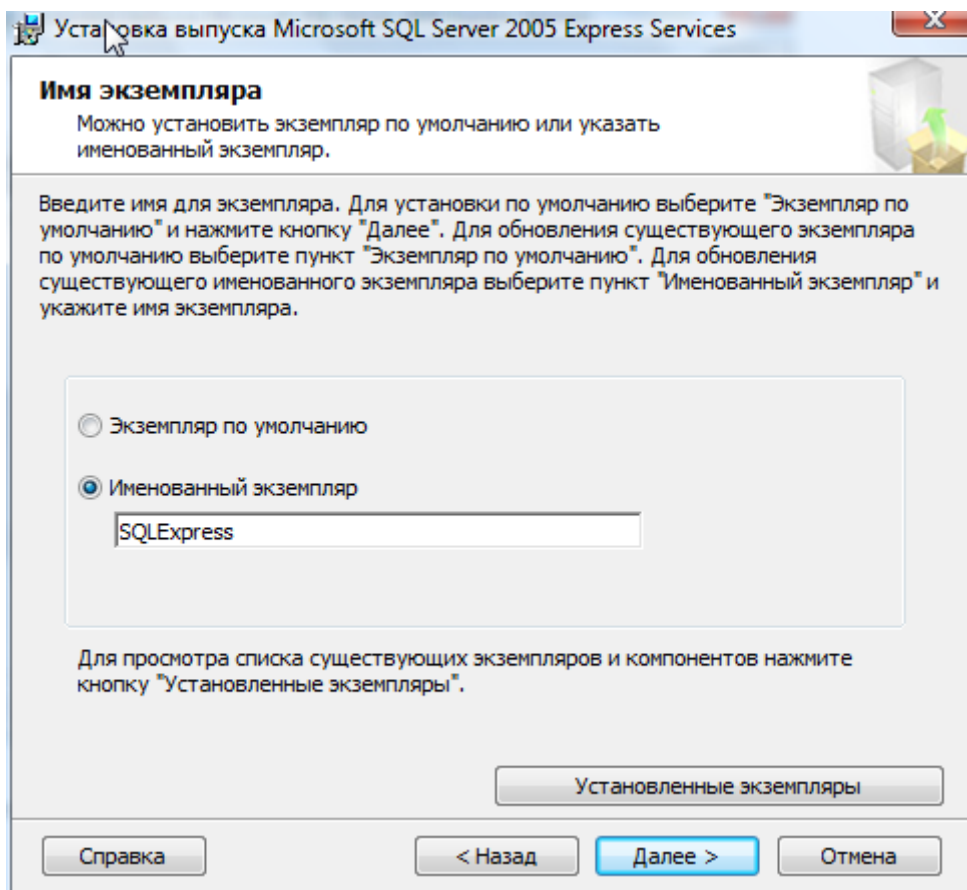 Установка выпуска Microsoft SQL Server 2005 Express Services
Имя экземпляра
Можно установить экземпляр по умолчанию или указать
именованный экземпляр.
Введите имя для экземпляра. Для установки по умолчанию выберите "Экземпляр по
умолчанию" и нажмите кнопку "Далее". Для обновления существующего экземпляра
по умолчанию выберите пункт "Экземпляр по умолчанию". Для обновления
существующего именованного экземпляра выберите пункт "Именованный экземпляр" и
укажите имя экземпляра.
Экземпляр по умолчанию
Именованный экземпляр
SQLExpress
Для просмотра списка существующих экземпляров и компонентов нажмите
кнопку "Установленные экземпляры".
Установленные экземпляры
Справка
< Назад
Далее >
Отмена